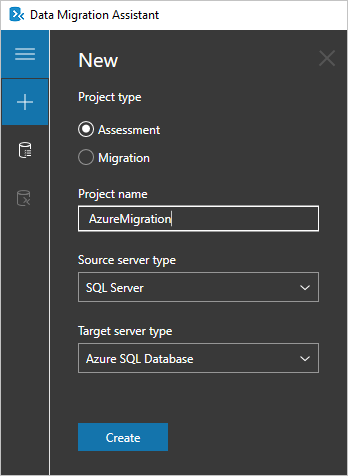 Data Migration Assistant
New
Project type
Assessment
Migration
Project name
AzureMigration
Source server type
SQL Server
Target server type
Azure SQL Database
Create